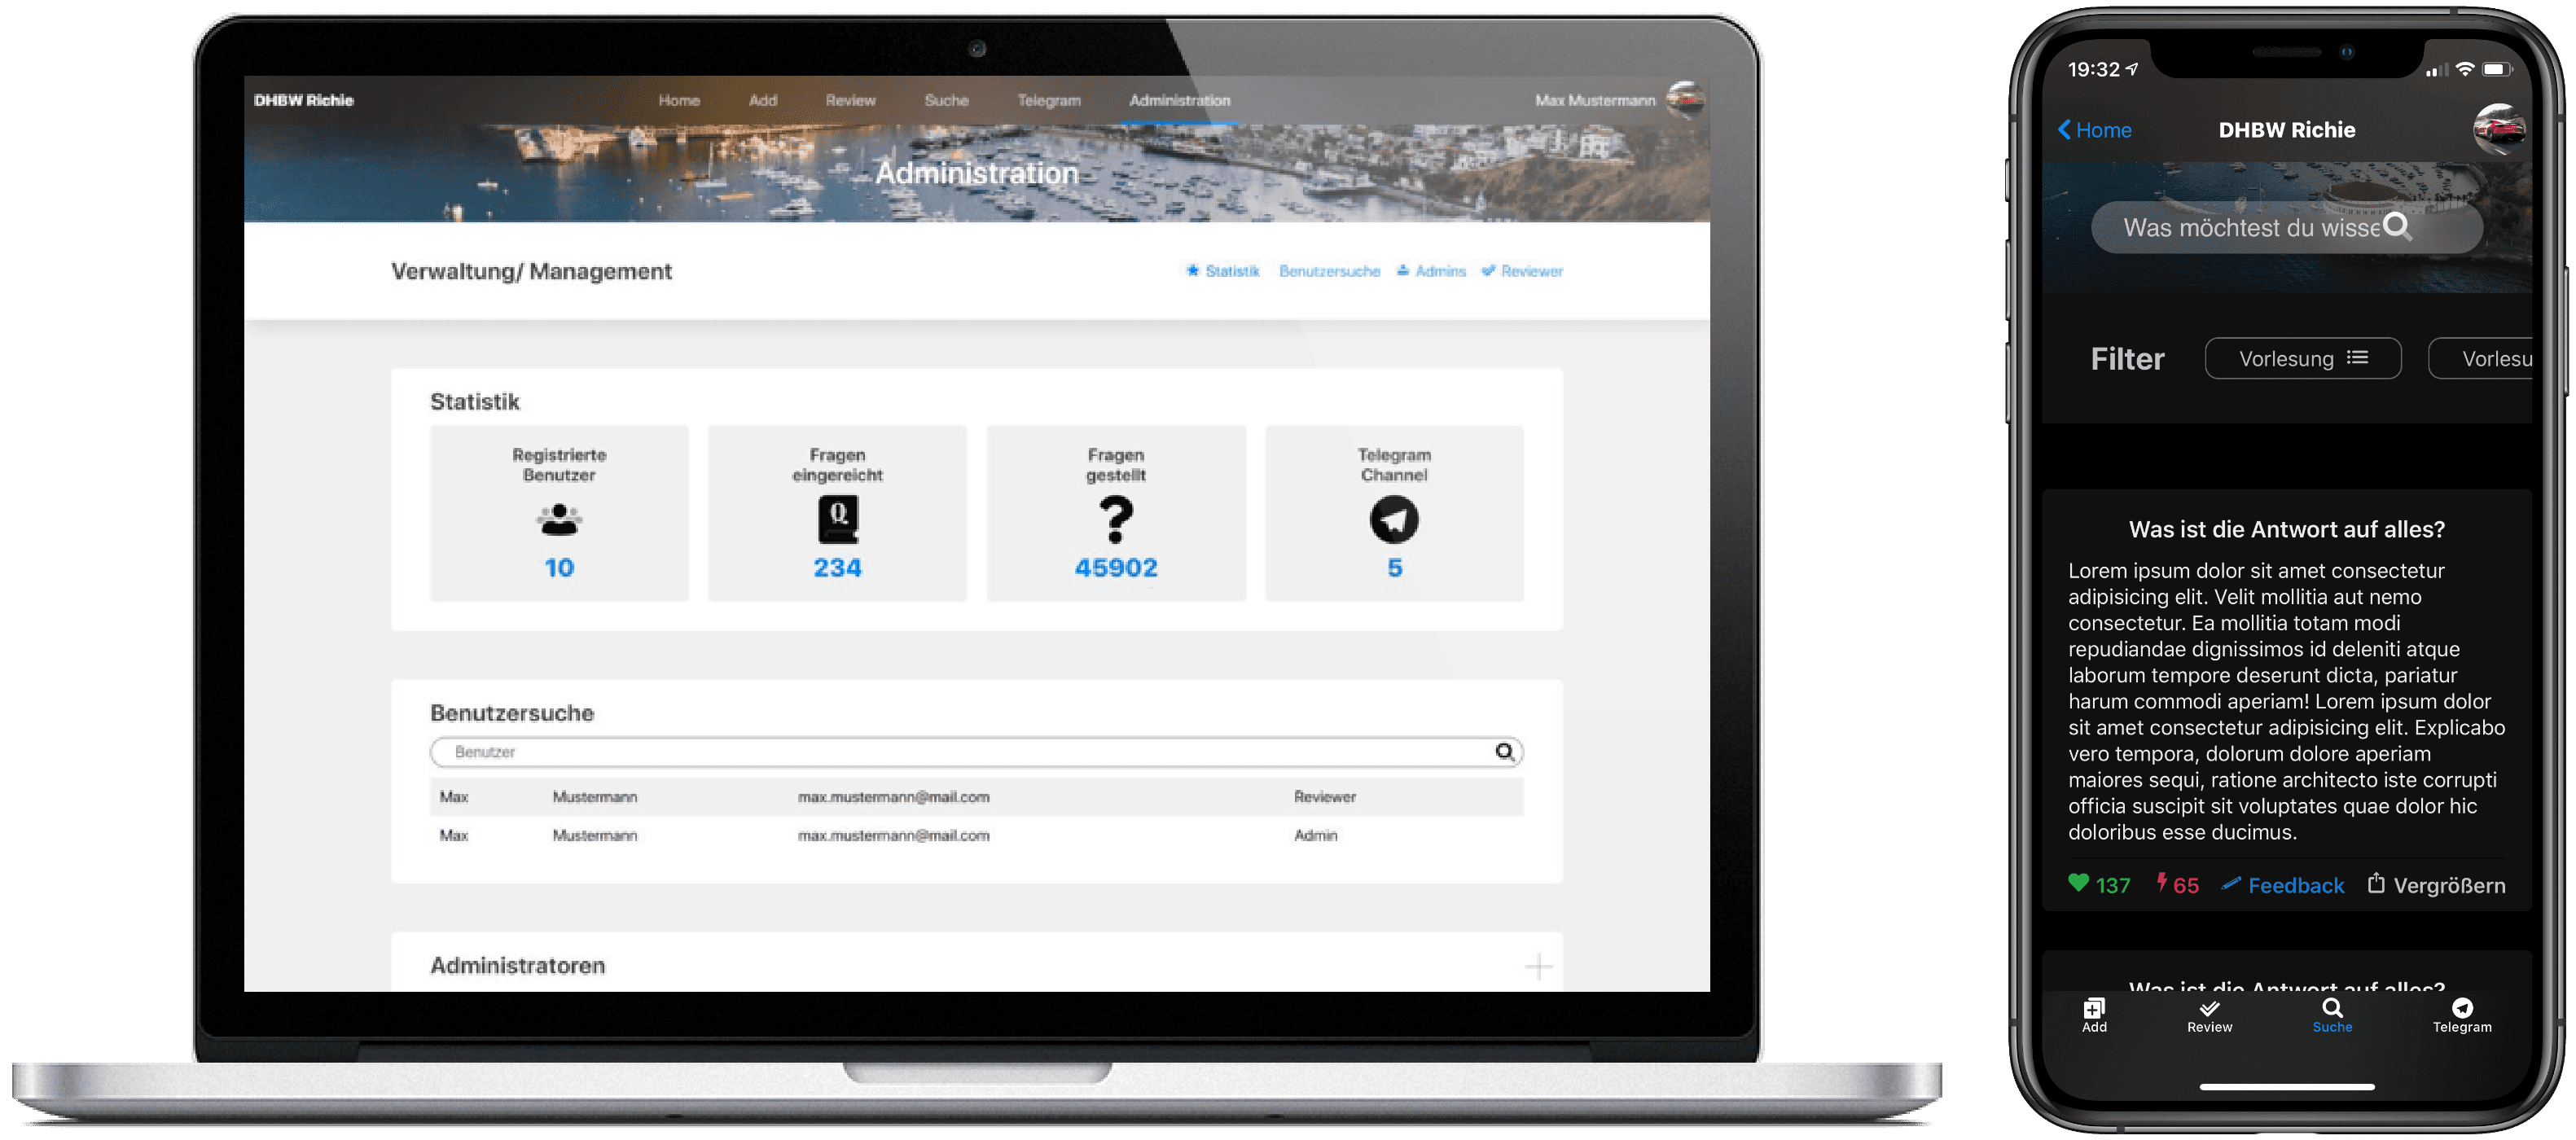 DHBW Richie
Home Add Review Suche Telegram Administration
Max Mustermann
Administration
Verwaltung/ Management
Statistik Benutzersuche Admins Reviewer
Statistik
Registrierte
Benutzer
10
Fragen
eingereicht
Q
234
Fragen
gestellt
?
45902
Telegram
Channel
5
Benutzersuche
Benutzer
Max Mustermann max.mustermann@mail.com Reviewer
Max Mustermann max.mustermann@mail.com Admin
Administratoren
19:32
Home DHBW Richie
Was möchtest du wisse
Filter Vorlesung Vorlesu
Was ist die Antwort auf alles?
Lorem ipsum dolor sit amet consectetur
adipisicing elit. Velit mollitia aut nemo
consectetur. Ea mollitia totam modi
repudiandae dignissimos id deleniti atque
laborum tempore deserunt dicta, pariatur
harum commodi aperiam! Lorem ipsum dolor
sit amet consectetur adipisicing elit. Explicabo
vero tempora, dolorum dolore aperiam
maiores sequi, ratione architecto iste corrupti
officia suscipit sit voluptates quae dolor hic
doloribus esse ducimus.
137 65 Feedback Vergrößern
Was ist die Antwort auf alles?
Add Review Suche Telegram